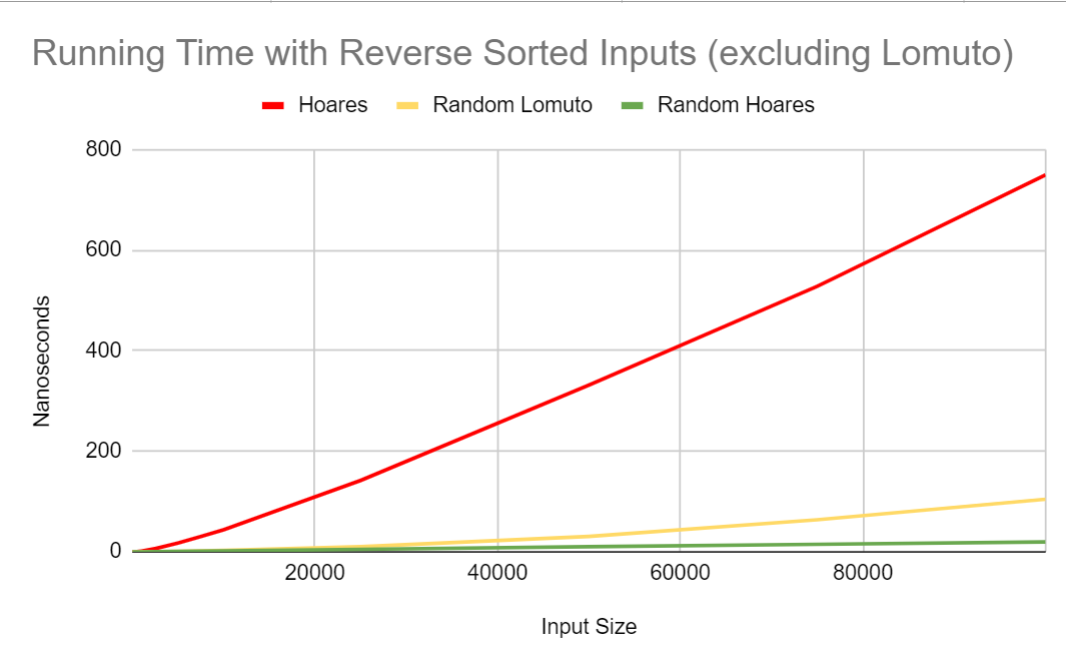 Running Time with Reverse Sorted Inputs (excluding Lomuto)
Hoares Random Lomuto Random Hoares
800
600
400
200
0
Nanoseconds
20000 40000 60000 80000
Input Size